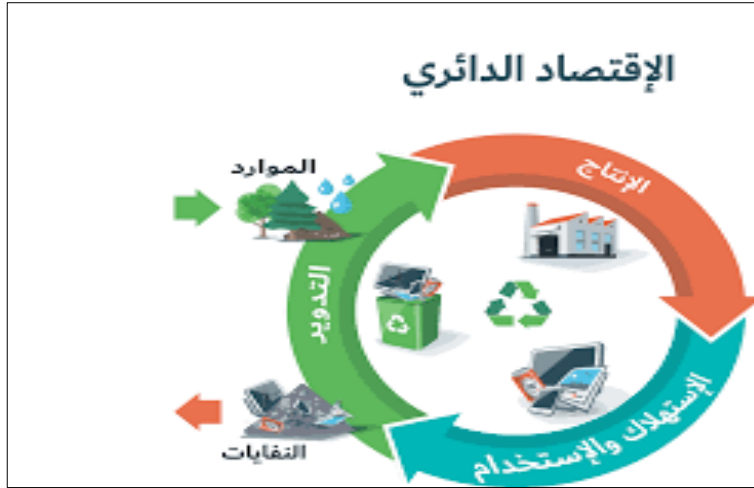 الإقتصاد الدائري
الموارد
الإنتاج
التدوير
الإستهلاك والإستخدام
النفايات